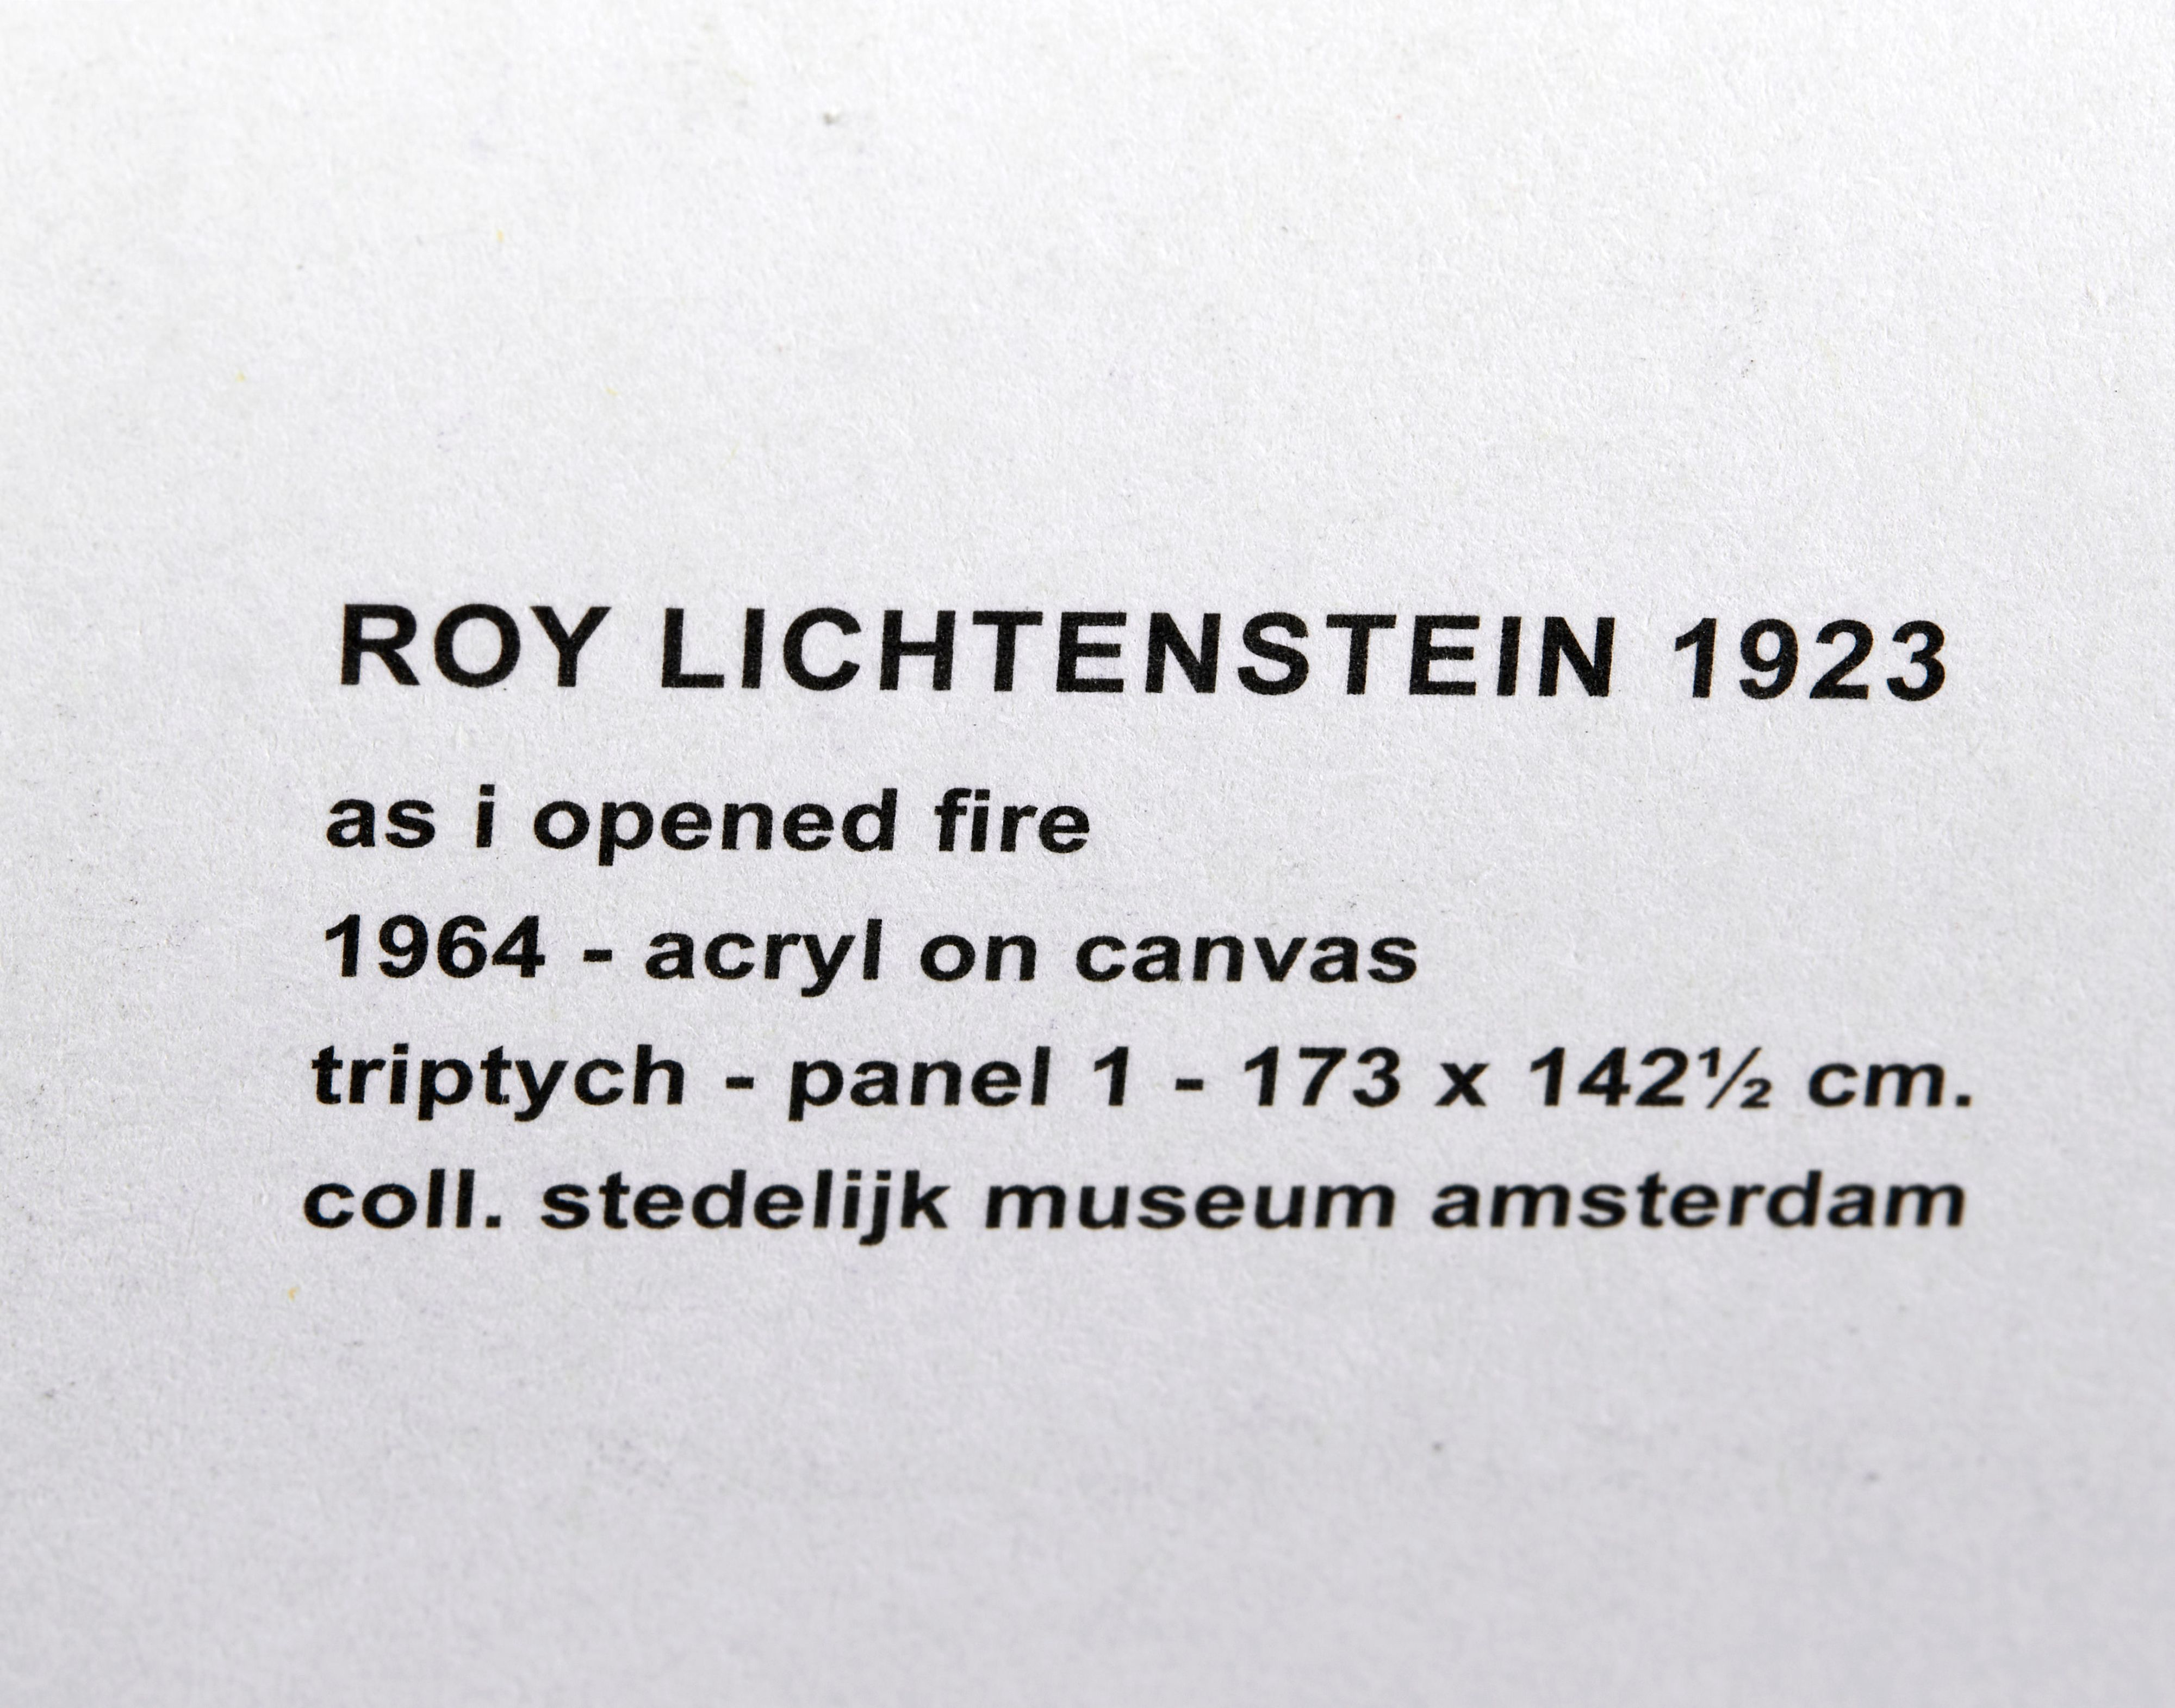 ROY LICHTENSTEIN 1923
as i opened fire
1964 - acryl on canvas
triptych - panel 1 - 173 x 142½ cm.
coll. stedelijk museum amsterdam